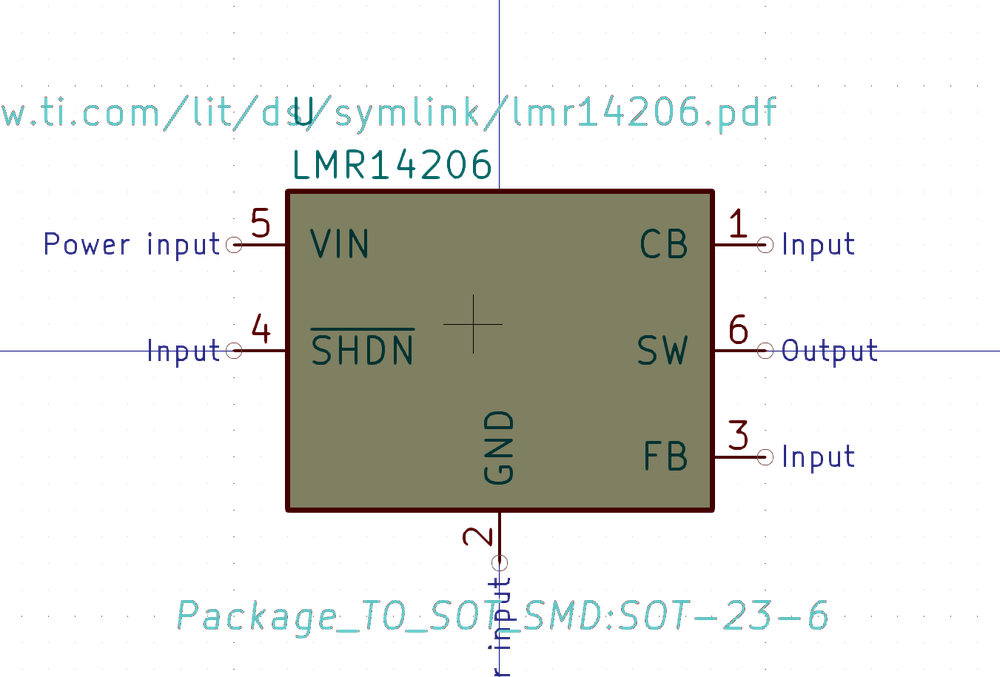 w.ti.com/lit/ds/symlink/lmr14206.pdf
U
LMR14206
Power input 5 VIN CB 1 Input
Input 4 SHDN SW 6 Output
GND FB 3 Input
2
r input
Package_TO_SOT_SMD:SOT-23-6